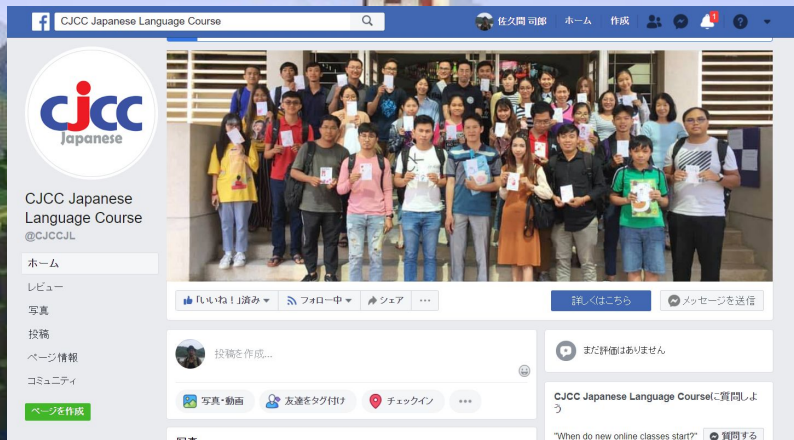 CJCC Japanese Language Course
佐久間 司郎
ホーム
作成
1
cjcc
Japanese
CJCC Japanese
Language Course
@CJCCJL
ホーム
レビュー
写真
投稿
ページ情報
コミュニティ
ページを作成
「いいね！」済み
フォロー中
シェア
詳しくはこちら
メッセージを送信
投稿を作成...
写真・動画
友達をタグ付け
チェックイン
まだ評価はありません
CJCC Japanese Language Courseに質問しよ
う
"When do new online classes start?"
質問する